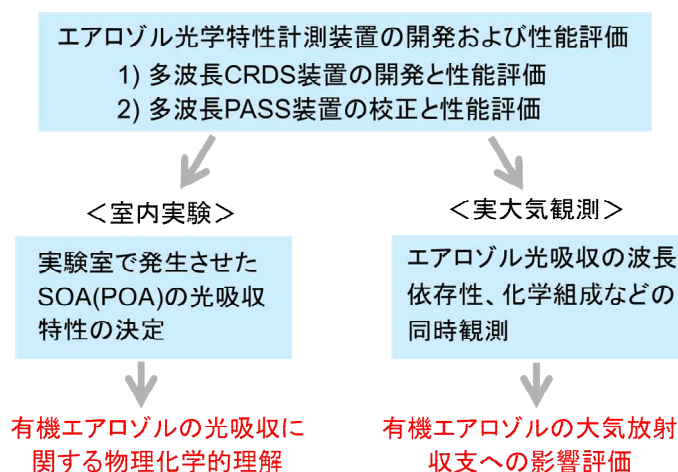 エアロゾル光学特性計測装置の開発および性能評価
1) 多波長CRDS装置の開発と性能評価
2) 多波長PASS装置の校正と性能評価
＜室内実験＞
実験室で発生させた
SOA(POA)の光吸収
特性の決定
有機エアロゾルの光吸収に
関する物理化学的理解
＜実大気観測＞
エアロゾル光吸収の波長
依存性、化学組成などの
同時観測
有機エアロゾルの大気放射
収支への影響評価